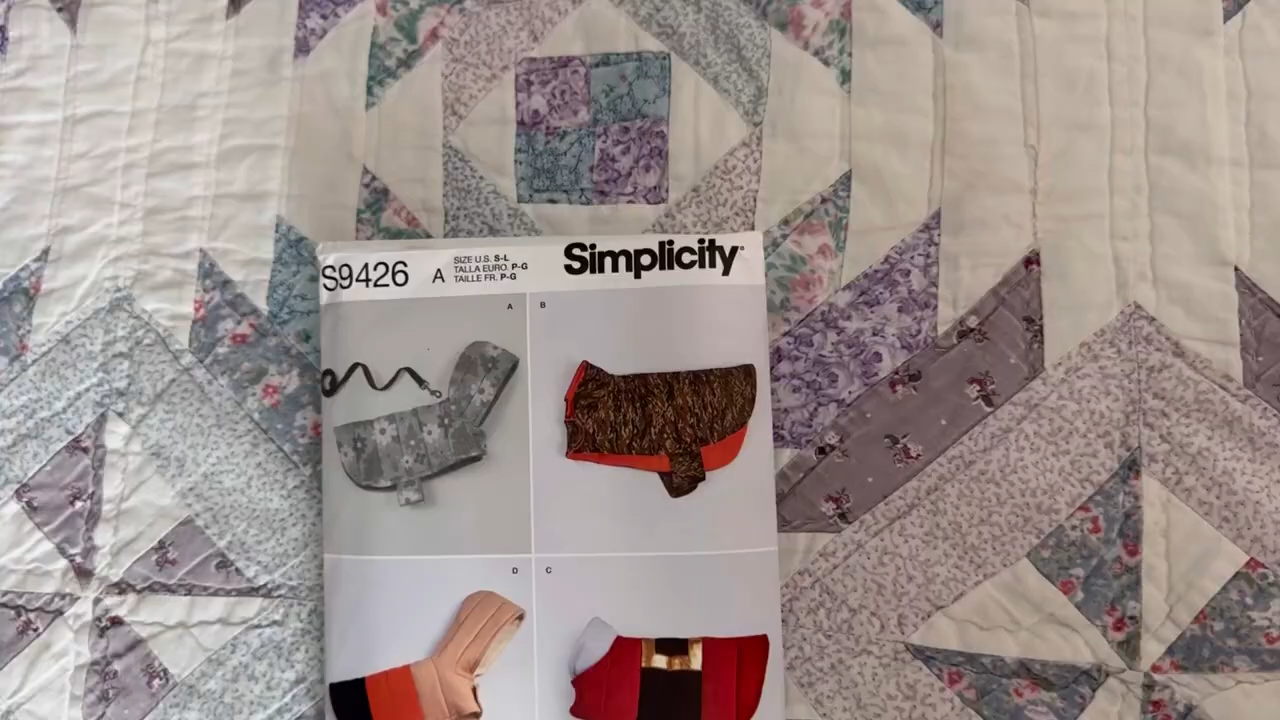 S9426
A
SIZE U.S. S-L
TALLA EURO. P-G
TAILLE FR. P-G
Simplicity
A
B
D
C